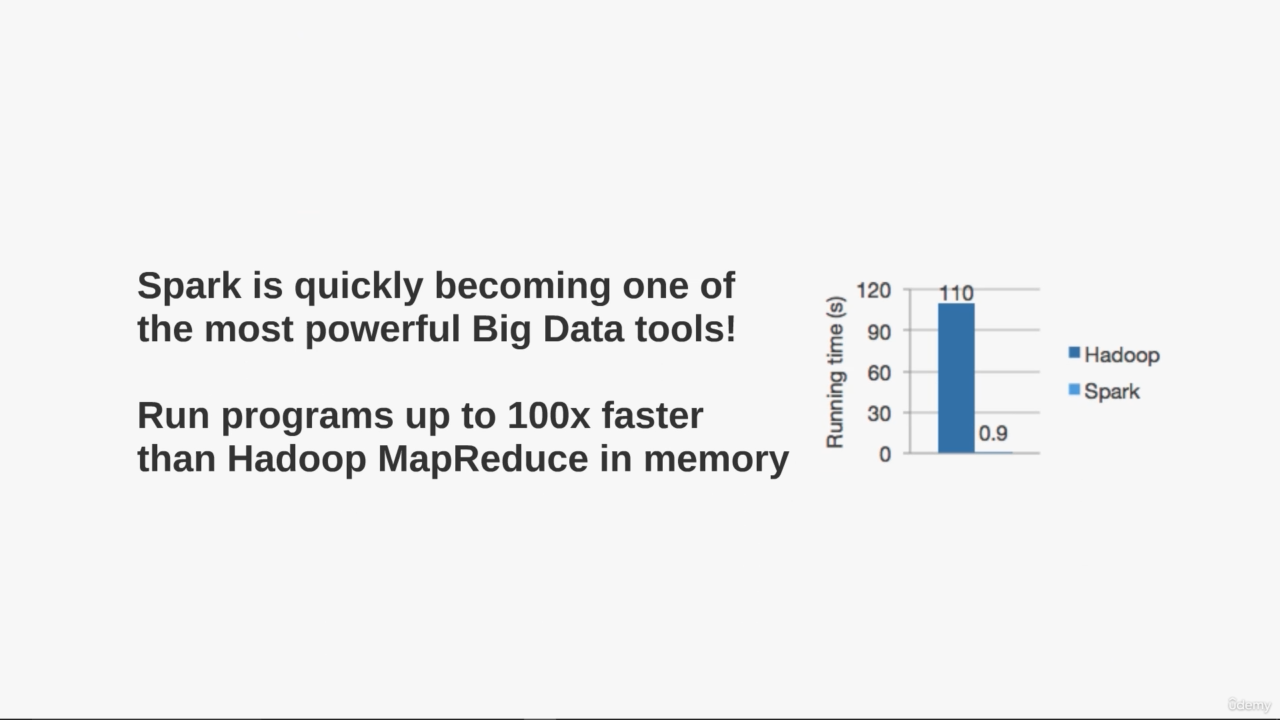 Spark is quickly becoming one of
the most powerful Big Data tools!
Run programs up to 100x faster
than Hadoop MapReduce in memory
Running time (s)
120
90
60
30
0
110
0.9
Hadoop
Spark
ûdemy